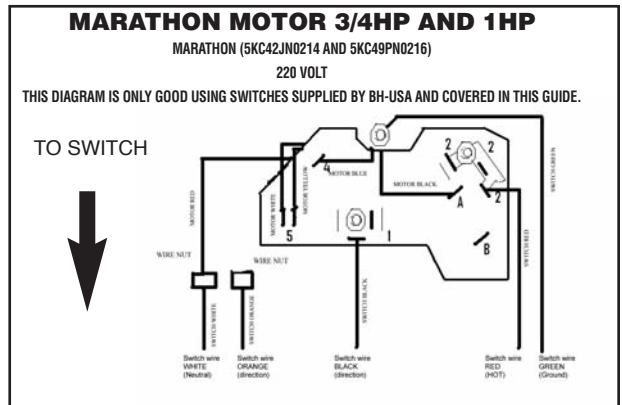 MARATHON MOTOR 3/4HP AND 1HP
MARATHON (5KC42JN0214 AND 5KC49PN0216)
220 VOLT
THIS DIAGRAM IS ONLY GOOD USING SWITCHES SUPPLIED BY BH-USA AND COVERED IN THIS GUIDE.
TO SWITCH
MOTOR RED
MOTOR WHITE
MOTOR YELLOW
4
MOTOR BLUE
MOTOR BLACK
2
2
A
2
SWITCH GREEN
5
1
B
SWITCH RED
WIRE NUT
WIRE NUT
SWITCH WHITE
SWITCH ORANGE
SWITCH BLACK
Switch wire
WHITE
(Neutral)
Switch wire
ORANGE
(direction)
Switch wire
BLACK
(direction)
Switch wire
RED
(HOT)
Switch wire
GREEN
(Ground)